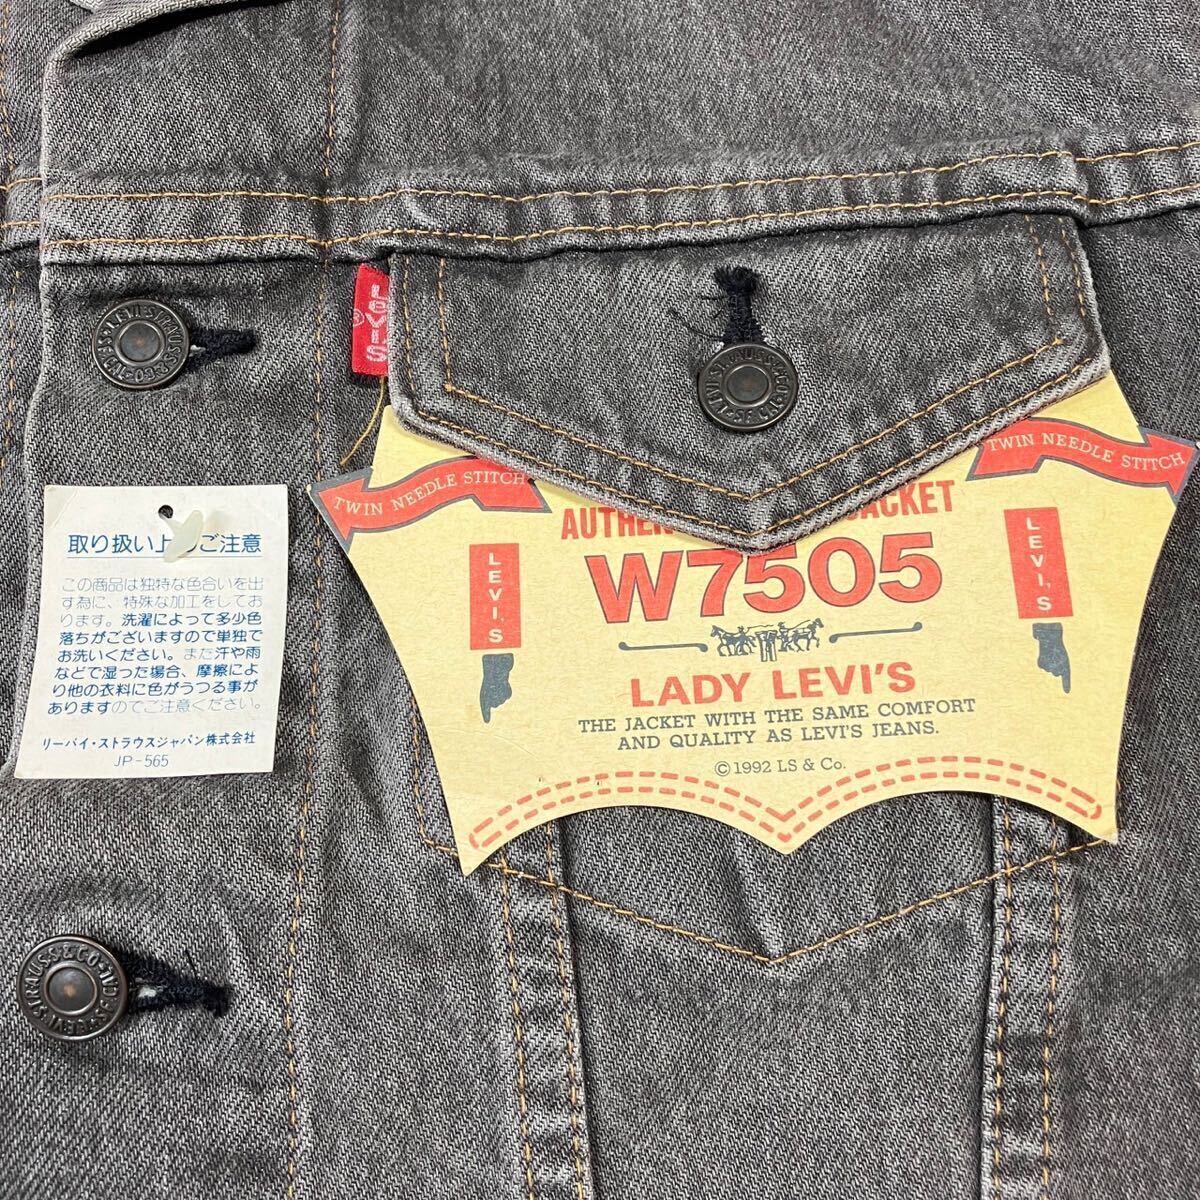 LEVI STRAUSS & CO. S.F. CAL.
Levi's
®
LEVI STRAUSS & CO. S.F. CAL.
取り扱い上のご注意
この商品は独特な色合いを出
す為に、特殊な加工をしてお
ります。洗濯によって多少色
落ちがございますので単独で
お洗いください。また汗や雨
などで湿った場合、摩擦によ
り他の衣料に色がうつる事が
ありますのでご注意ください。
リーバイ・ストラウスジャパン株式会社
JP-565
TWIN NEEDLE STITCH
TWIN NEEDLE STITCH
JACKET
W7505
LEVI'S
LEVI'S
LADY LEVI'S
THE JACKET WITH THE SAME COMFORT
AND QUALITY AS LEVI'S JEANS.
© 1992 LS & Co.